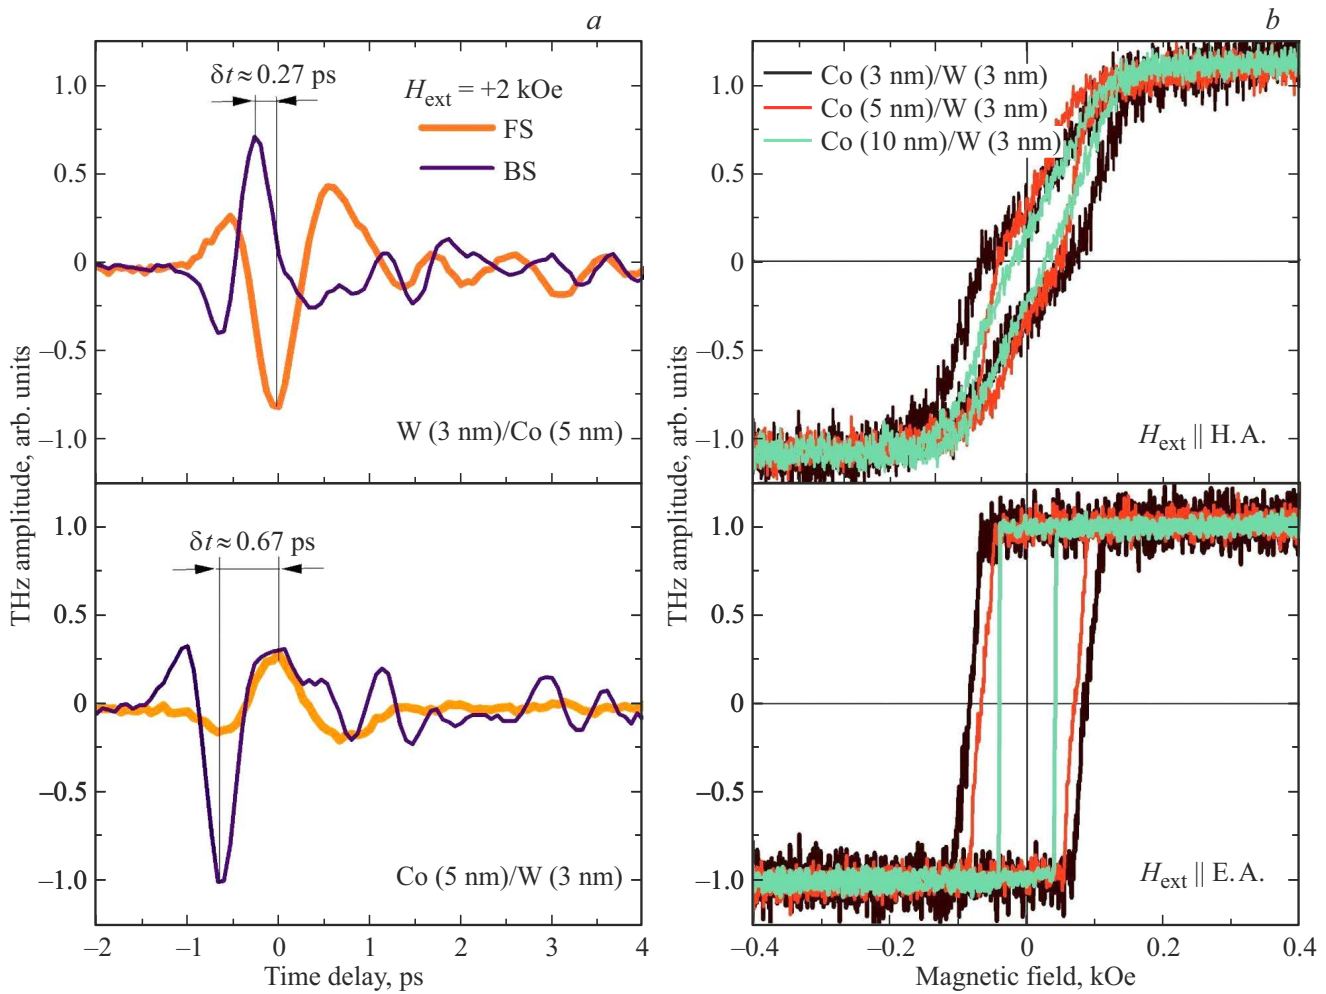 a
δt ≈ 0.27 ps
H_ext = +2 kOe
FS
BS
1.0
0.5
0
–0.5
–1.0
W (3 nm)/Co (5 nm)
THz amplitude, arb. units
δt ≈ 0.67 ps
1.0
0.5
0
–0.5
–1.0
Co (5 nm)/W (3 nm)
–2
–1
0
1
2
3
4
Time delay, ps
b
Co (3 nm)/W (3 nm)
Co (5 nm)/W (3 nm)
Co (10 nm)/W (3 nm)
1.0
0.5
0
–0.5
–1.0
H_ext || H. A.
THz amplitude, arb. units
1.0
0.5
0
–0.5
–1.0
H_ext || E. A.
–0.4
–0.2
0
0.2
0.4
Magnetic field, kOe